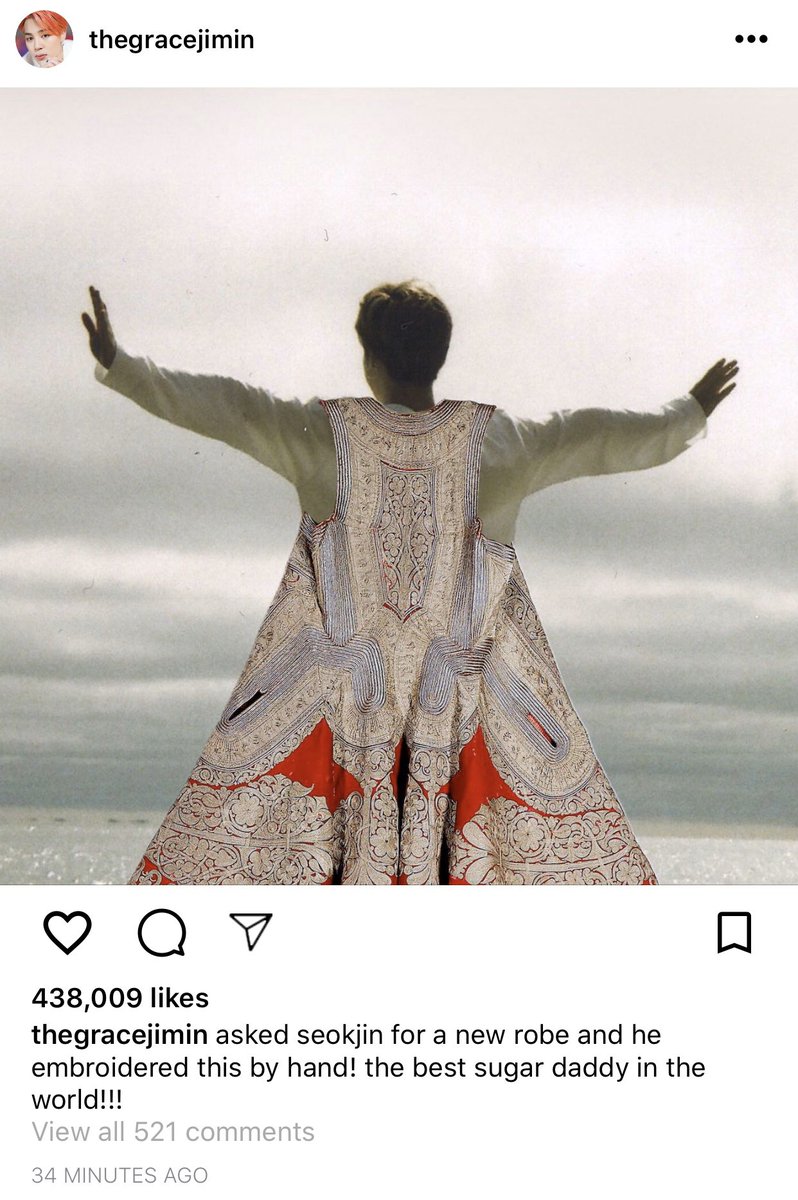 thegracejimin
438,009 likes
thegracejimin asked seokjin for a new robe and he
embroidered this by hand! the best sugar daddy in the
world!!!
View all 521 comments
34 MINUTES AGO